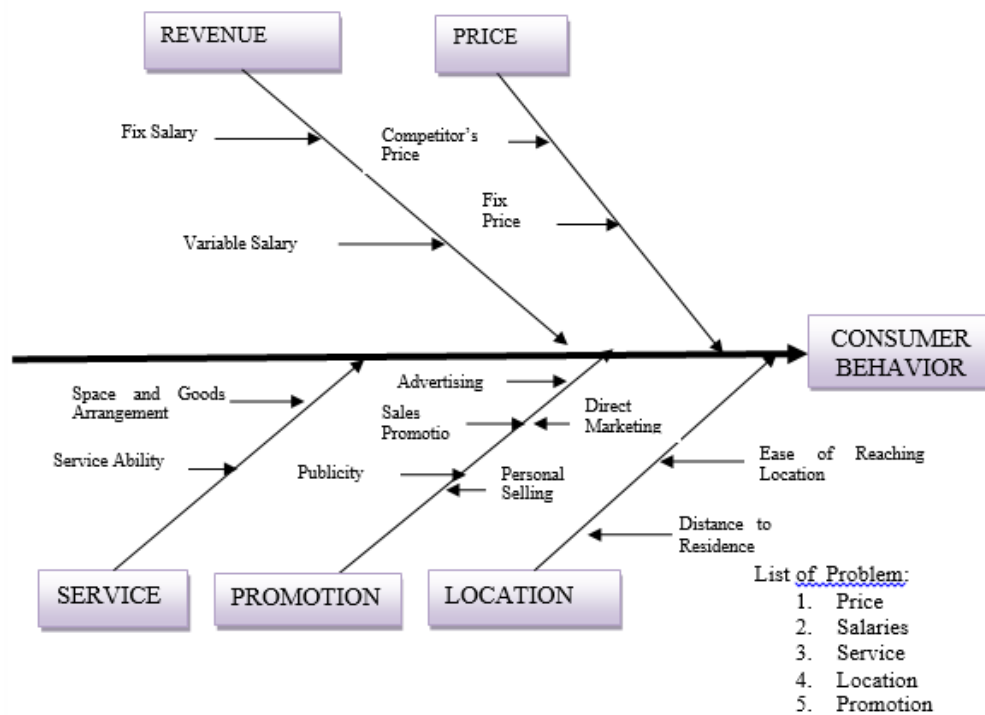 REVENUE
PRICE
Fix Salary
Competitor's
Price
Fix
Price
Variable Salary
CONSUMER
BEHAVIOR
Space and Goods
Arrangement
Advertising
Sales
Promotio
Direct
Marketing
Service Ability
Publicity
Personal
Selling
Ease of Reaching
Location
Distance to
Residence
SERVICE
PROMOTION
LOCATION
List of Problem:
1. Price
2. Salaries
3. Service
4. Location
5. Promotion